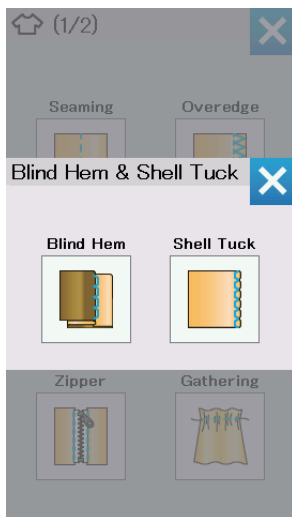 (1/2)
Seaming Overedge
Blind Hem & Shell Tuck
Blind Hem Shell Tuck
Zipper Gathering